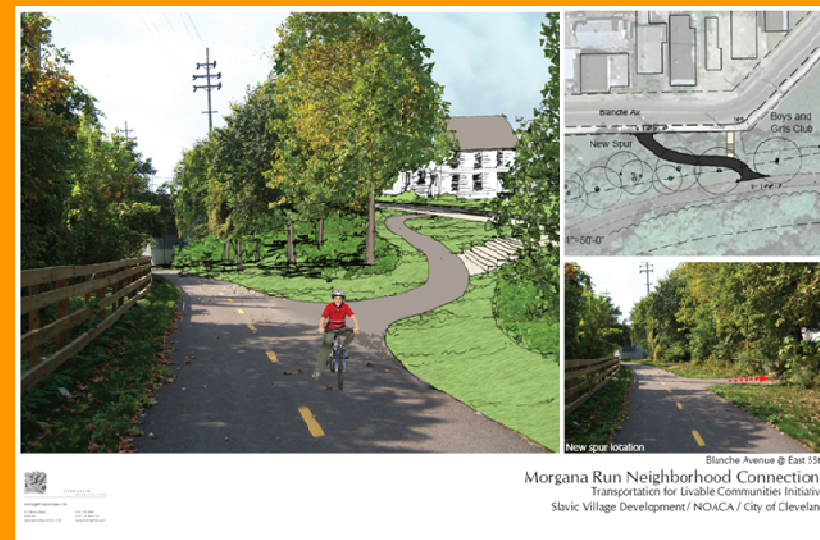 Blanche Av
Boys and
Girls Club
New Spur
1"=50'-0"
New spur location
Blanche Avenue @ East 55t
Morgana Run Neighborhood Connection
Transportation for Livable Communities Initiativ
Slavic Village Development / NOACA / City of Clevelan